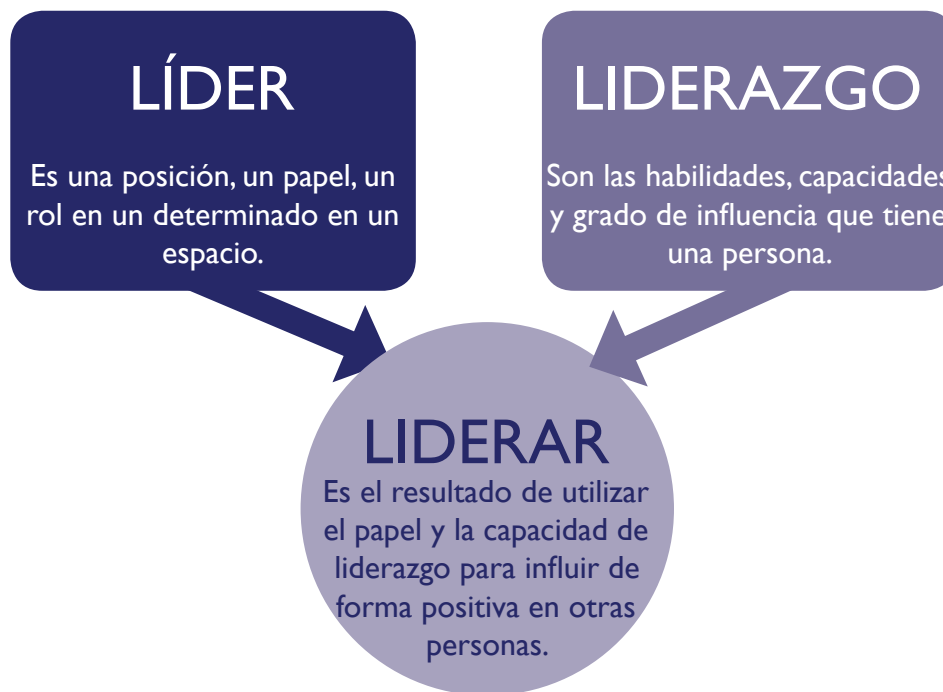 LÍDER
Es una posición, un papel, un
rol en un determinado en un
espacio.
LIDERAZGO
Son las habilidades, capacidades
y grado de influencia que tiene
una persona.
LIDERAR
Es el resultado de utilizar
el papel y la capacidad de
liderazgo para influir de
forma positiva en otras
personas.